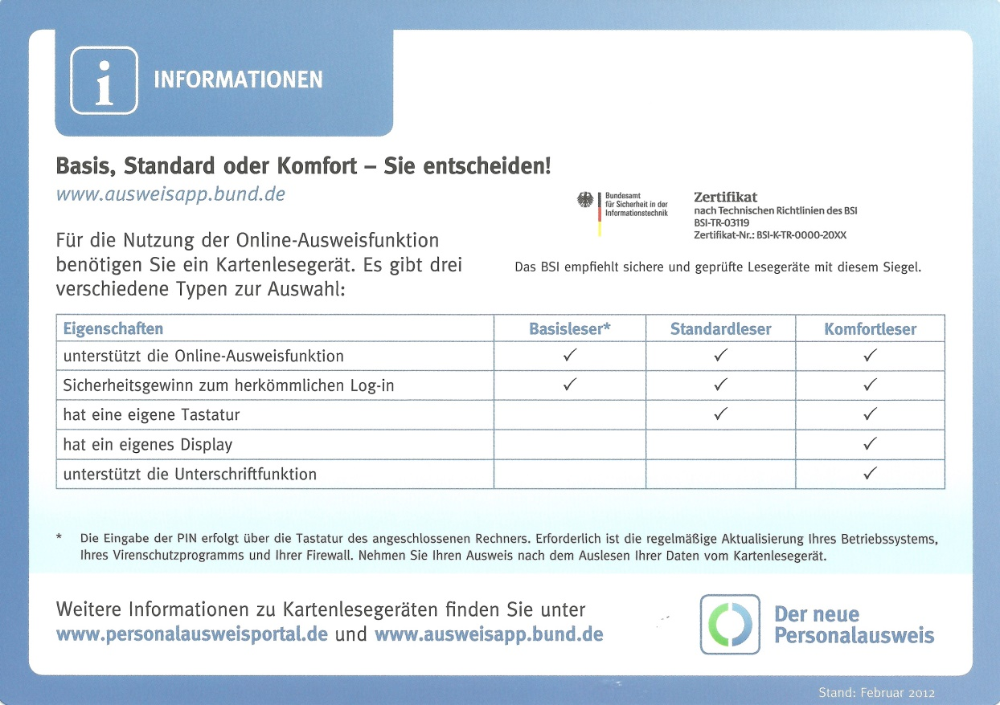 i INFORMATIONEN
Basis, Standard oder Komfort – Sie entscheiden!
www.ausweisapp.bund.de
Für die Nutzung der Online-Ausweisfunktion
benötigen Sie ein Kartenlesegerät. Es gibt drei
verschiedene Typen zur Auswahl:
Bundesamt
für Sicherheit in der
Informationstechnik
Zertifikat
nach Technischen Richtlinien des BSI
BSI-TR-03119
Zertifikat-Nr.: BSI-K-TR-0000-20XX
Das BSI empfiehlt sichere und geprüfte Lesegeräte mit diesem Siegel.
Eigenschaften Basisleser* Standardleser Komfortleser
unterstützt die Online-Ausweisfunktion ✓ ✓ ✓
Sicherheitsgewinn zum herkömmlichen Log-in ✓ ✓ ✓
hat eine eigene Tastatur ✓ ✓
hat ein eigenes Display ✓
unterstützt die Unterschriftfunktion ✓
* Die Eingabe der PIN erfolgt über die Tastatur des angeschlossenen Rechners. Erforderlich ist die regelmäßige Aktualisierung Ihres Betriebssystems,
Ihres Virenschutzprogramms und Ihrer Firewall. Nehmen Sie Ihren Ausweis nach dem Auslesen Ihrer Daten vom Kartenlesegerät.
Weitere Informationen zu Kartenlesegeräten finden Sie unter
www.personalausweisportal.de und www.ausweisapp.bund.de
Der neue
Personalausweis
Stand: Februar 2012